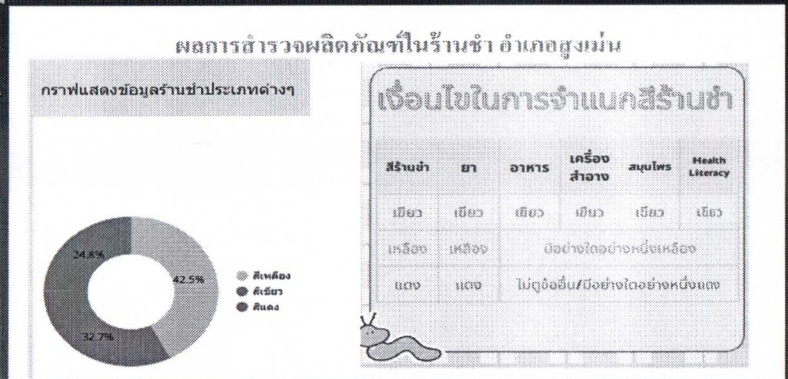 ผลการสำรวจผลิตภัณฑ์ในร้านชำ อำเภอสูงเม่น
กราฟแสดงข้อมูลร้านชำประเภทต่างๆ
24.8%
42.5%
32.7%
สีเหลือง
สีเขียว
สีแดง
เงื่อนไขในการจำแนกสีร้านชำ
สีร้านชำ ยา อาหาร เครื่องสำอาง สมุนไพร Health Literacy
เขียว เขียว เขียว เขียว เขียว เขียว
เหลือง เหลือง มีอย่างใดอย่างหนึ่งเหลือง
แดง แดง ไม่ดูข้ออื่น/มีอย่างใดอย่างหนึ่งแดง